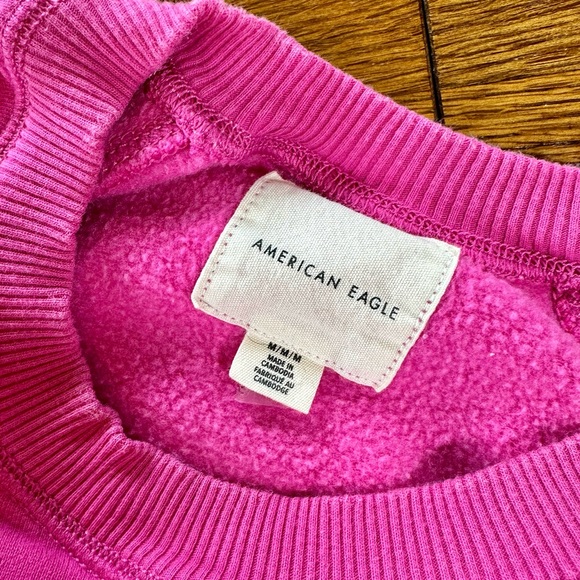 AMERICAN EAGLE
M/M/M
MADE IN
CAMBODIA
FABRIQUÉ AU
CAMBODGE